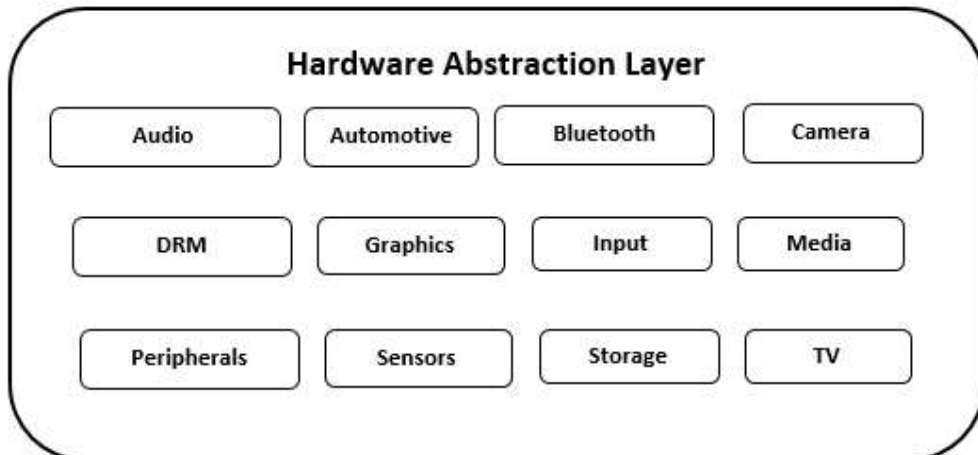 Hardware Abstraction Layer
Audio Automotive Bluetooth Camera
DRM Graphics Input Media
Peripherals Sensors Storage TV